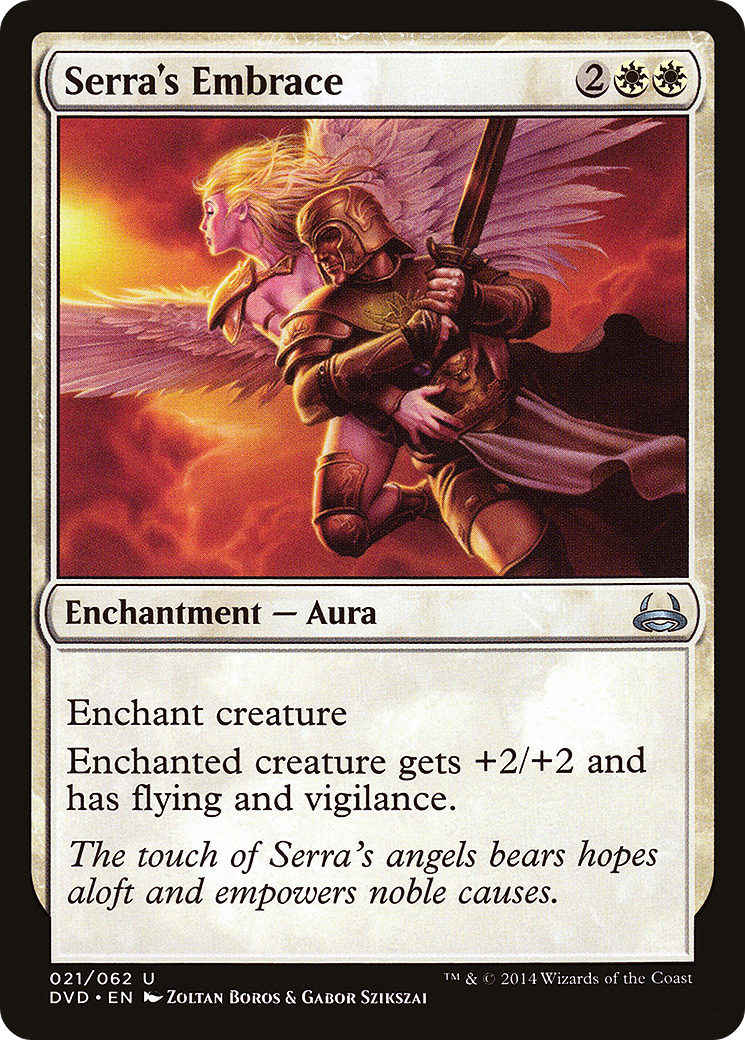 Serra's Embrace 2
Enchantment — Aura
Enchant creature
Enchanted creature gets +2/+2 and
has flying and vigilance.
The touch of Serra's angels bears hopes
aloft and empowers noble causes.
021/062 U ™ & © 2014 Wizards of the Coast
DVD • EN Zoltan Boros & Gabor Szikszai